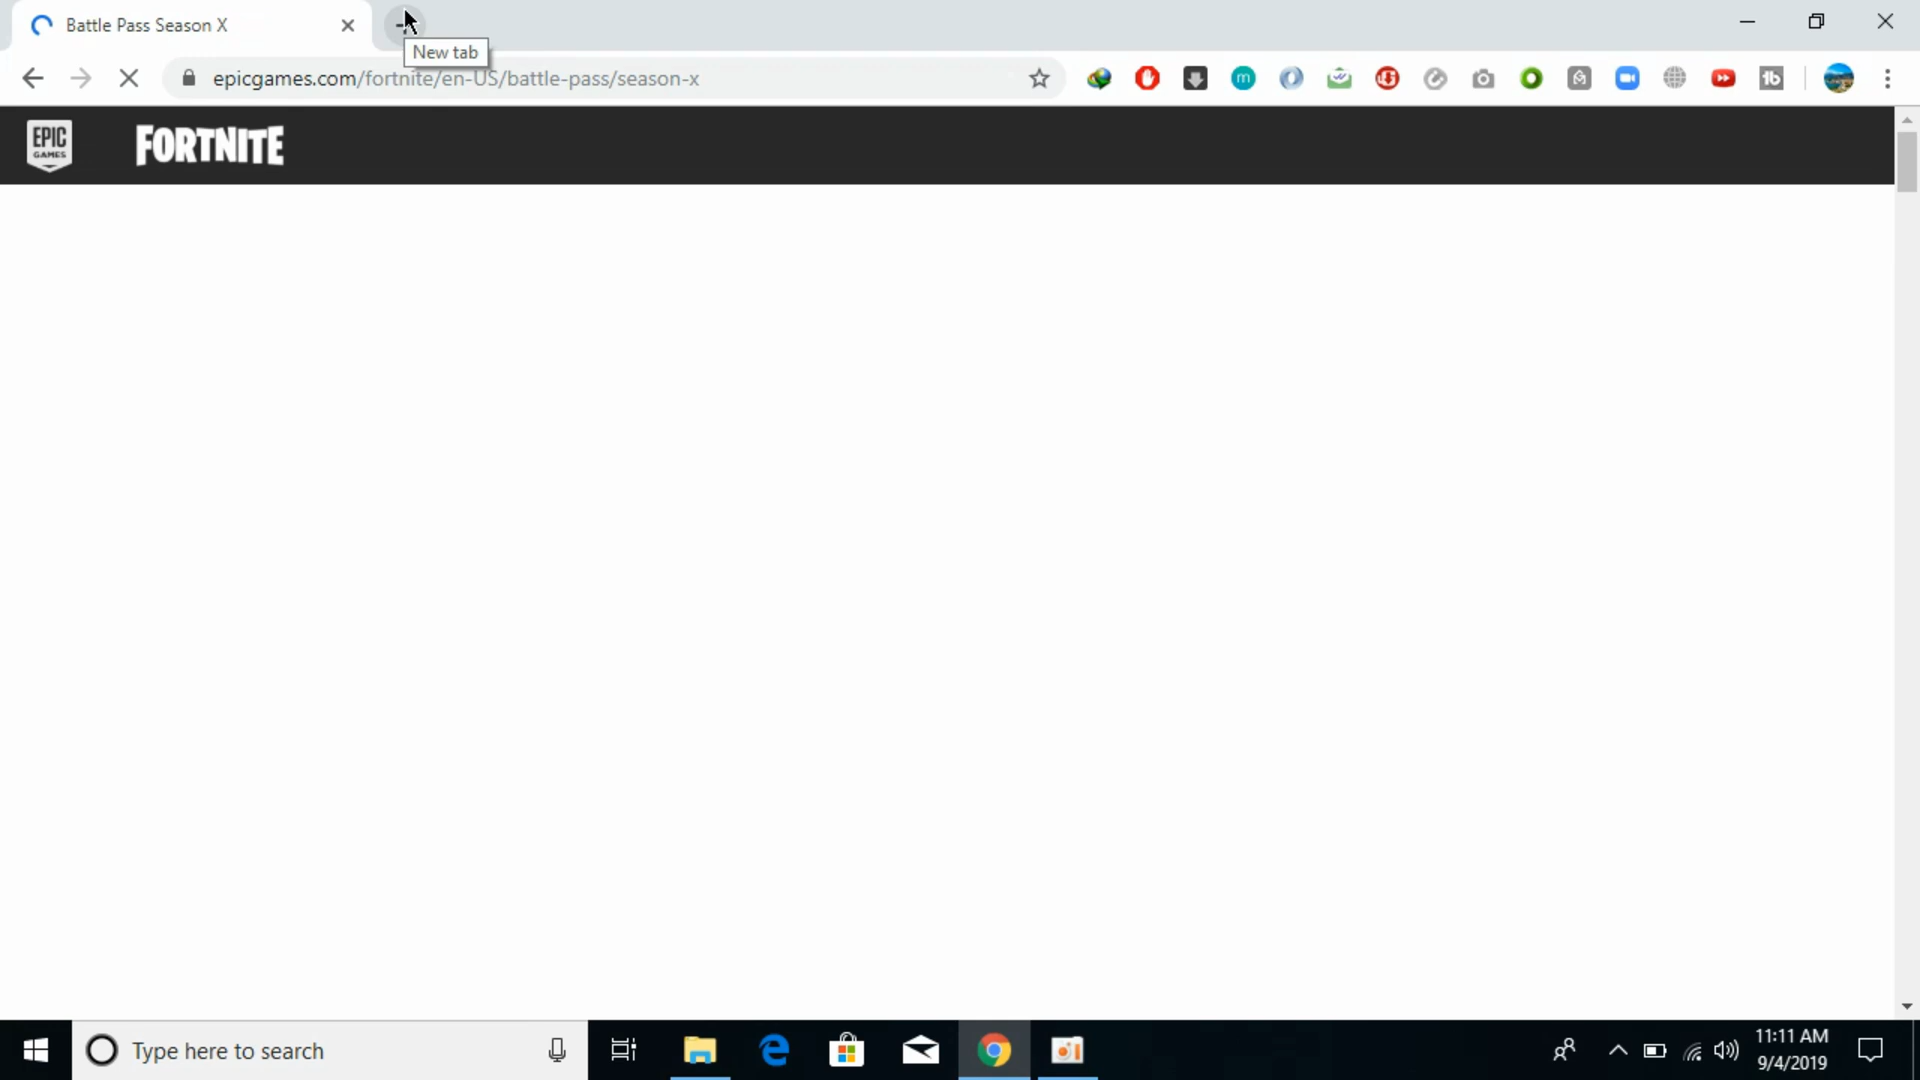 Battle Pass Season X
New tab
epicgames.com/fortnite/en-US/battle-pass/season-x
EPIC
GAMES
FORTNITE
Type here to search
11:11 AM
9/4/2019